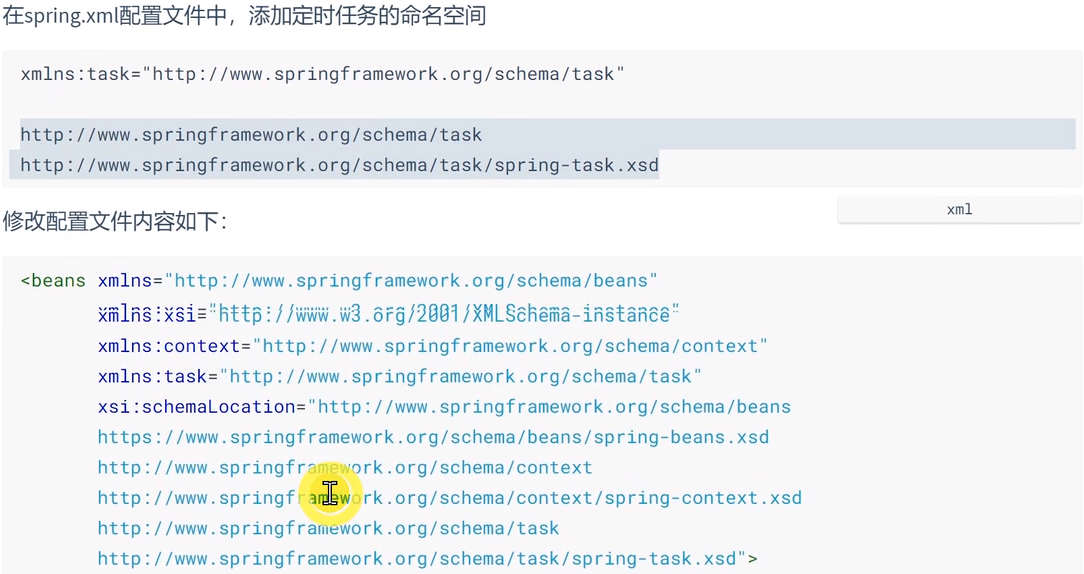 在spring.xml配置文件中，添加定时任务的命名空间
xmlns:task="http://www.springframework.org/schema/task"
http://www.springframework.org/schema/task
http://www.springframework.org/schema/task/spring-task.xsd
修改配置文件内容如下：
xml
<beans xmlns="http://www.springframework.org/schema/beans"
xmlns:xsi="http://www.w3.org/2001/XMLSchema-instance"
xmlns:context="http://www.springframework.org/schema/context"
xmlns:task="http://www.springframework.org/schema/task"
xsi:schemaLocation="http://www.springframework.org/schema/beans
https://www.springframework.org/schema/beans/spring-beans.xsd
http://www.springframework.org/schema/context
http://www.springframework.org/schema/context/spring-context.xsd
http://www.springframework.org/schema/task
http://www.springframework.org/schema/task/spring-task.xsd">